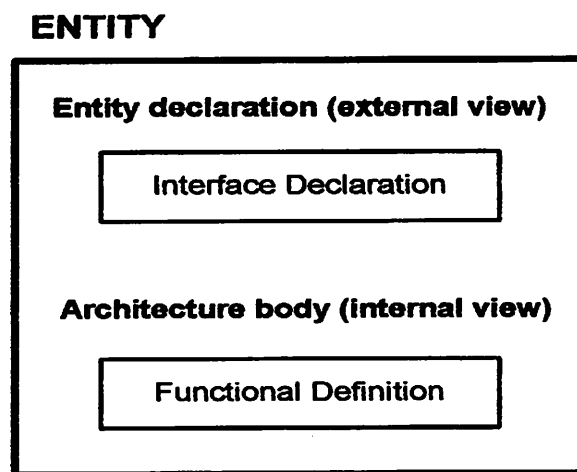 ENTITY
Entity declaration (external view)
Interface Declaration
Architecture body (internal view)
Functional Definition